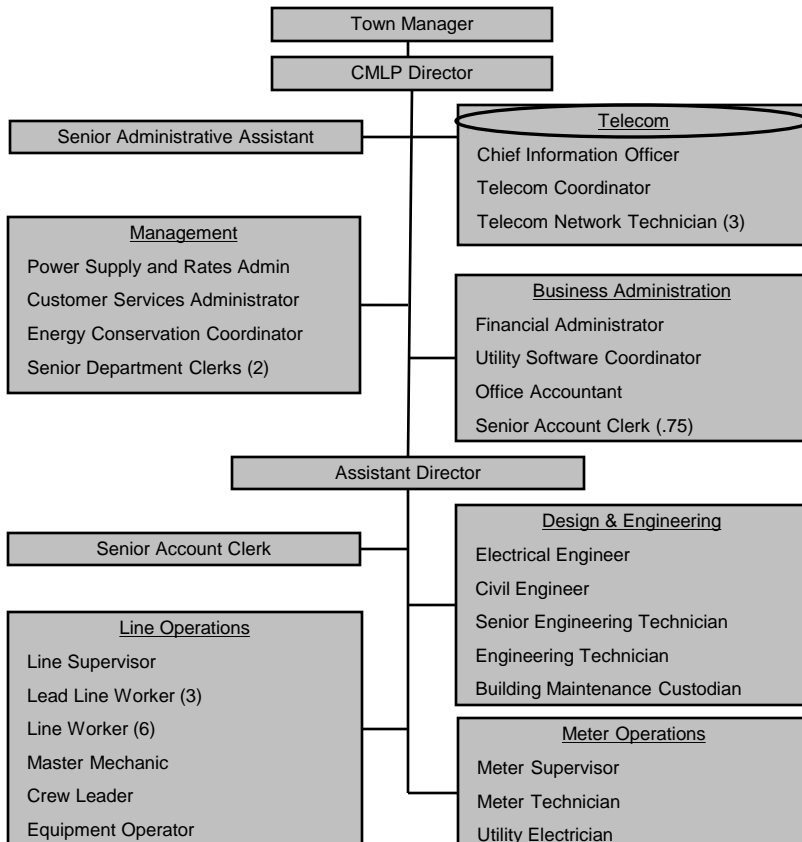 Town Manager
CMLP Director
Senior Administrative Assistant
Telecom
Chief Information Officer
Telecom Coordinator
Telecom Network Technician (3)
Management
Power Supply and Rates Admin
Customer Services Administrator
Energy Conservation Coordinator
Senior Department Clerks (2)
Business Administration
Financial Administrator
Utility Software Coordinator
Office Accountant
Senior Account Clerk (.75)
Assistant Director
Senior Account Clerk
Design & Engineering
Electrical Engineer
Civil Engineer
Senior Engineering Technician
Engineering Technician
Building Maintenance Custodian
Line Operations
Line Supervisor
Lead Line Worker (3)
Line Worker (6)
Master Mechanic
Crew Leader
Equipment Operator
Meter Operations
Meter Supervisor
Meter Technician
Utility Electrician